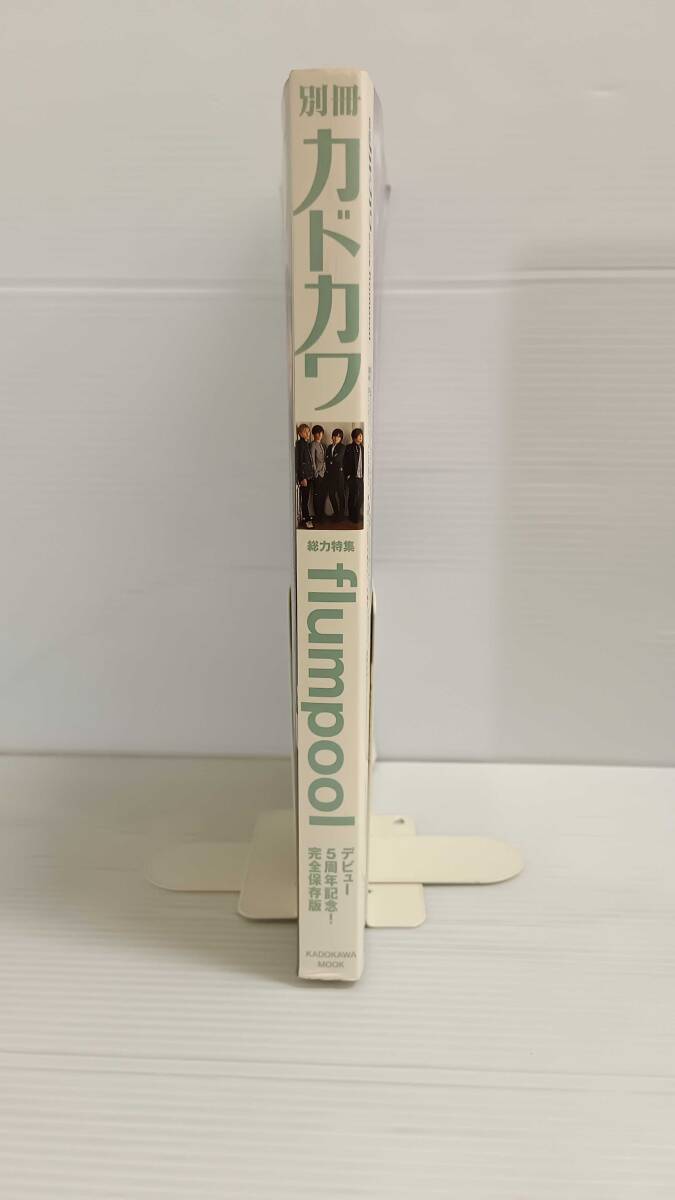 別冊
カドカワ
総力特集
flumpool
デビュー
5周年記念!
完全保存版
KADOKAWA
MOOK